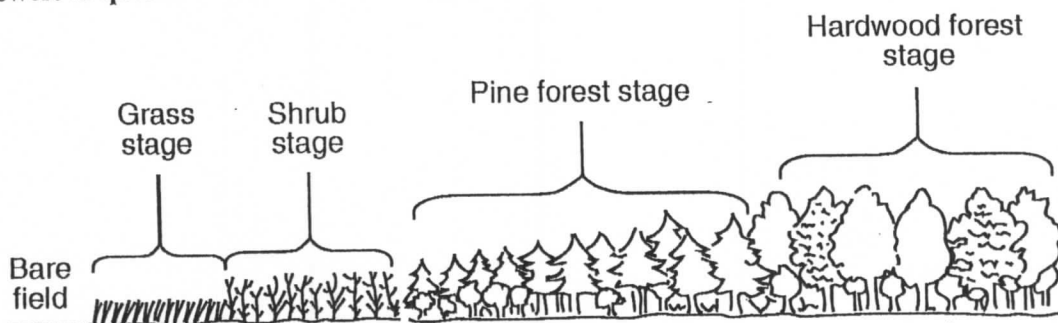 Hardwood forest
stage
Pine forest stage
Grass
stage
Shrub
stage
Bare
field